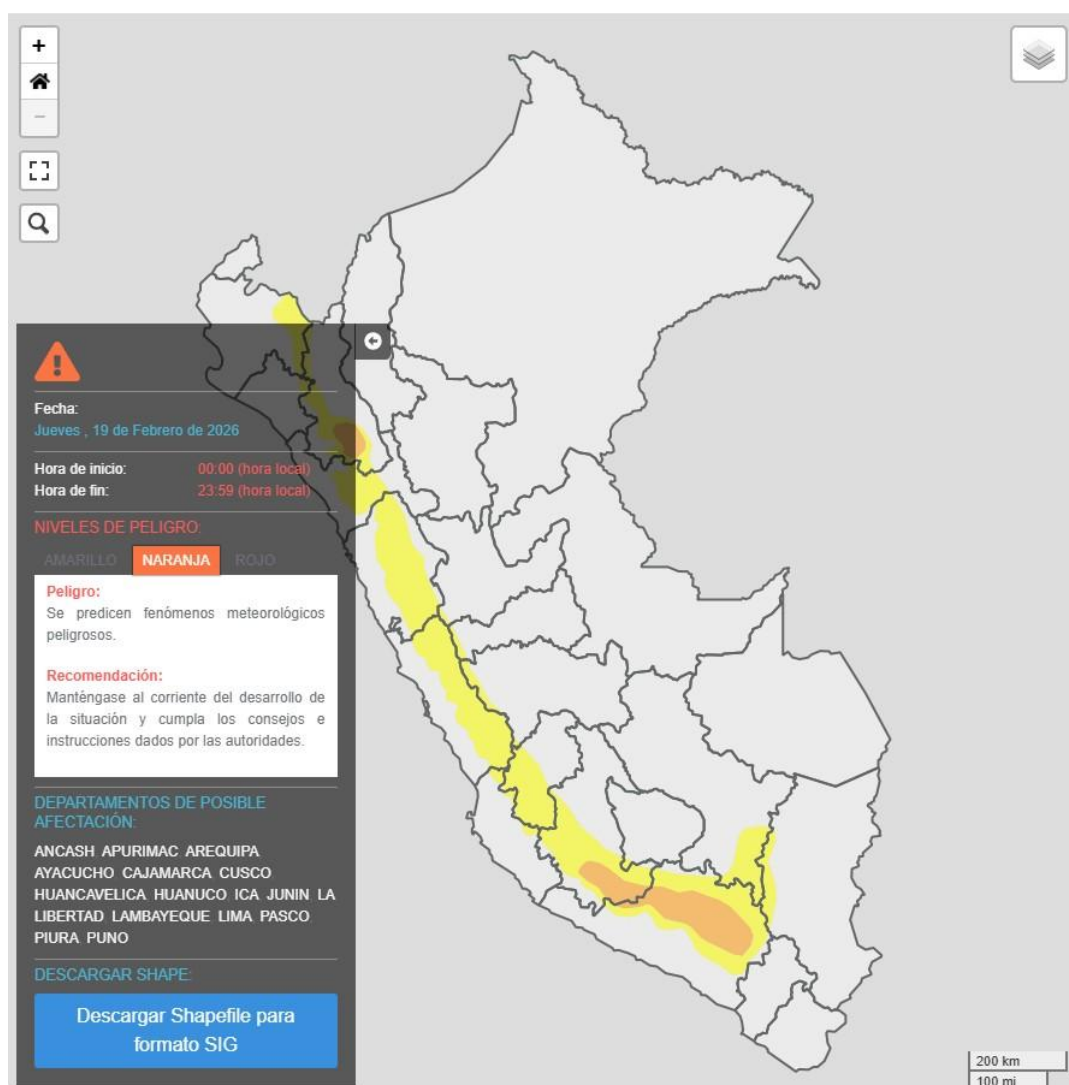 +
−
Fecha:
Jueves , 19 de Febrero de 2026
Hora de inicio: 00:00 (hora local)
Hora de fin: 23:59 (hora local)
NIVELES DE PELIGRO:
AMARILLO NARANJA ROJO
Peligro:
Se predicen fenómenos meteorológicos
peligrosos.
Recomendación:
Manténgase al corriente del desarrollo de
la situación y cumpla los consejos e
instrucciones dados por las autoridades.
DEPARTAMENTOS DE POSIBLE
AFECTACIÓN:
ANCASH APURIMAC AREQUIPA
AYACUCHO CAJAMARCA CUSCO
HUANCAVELICA HUANUCO ICA JUNIN LA
LIBERTAD LAMBAYEQUE LIMA PASCO
PIURA PUNO
DESCARGAR SHAPE:
Descargar Shapefile para
formato SIG
200 km
100 mi